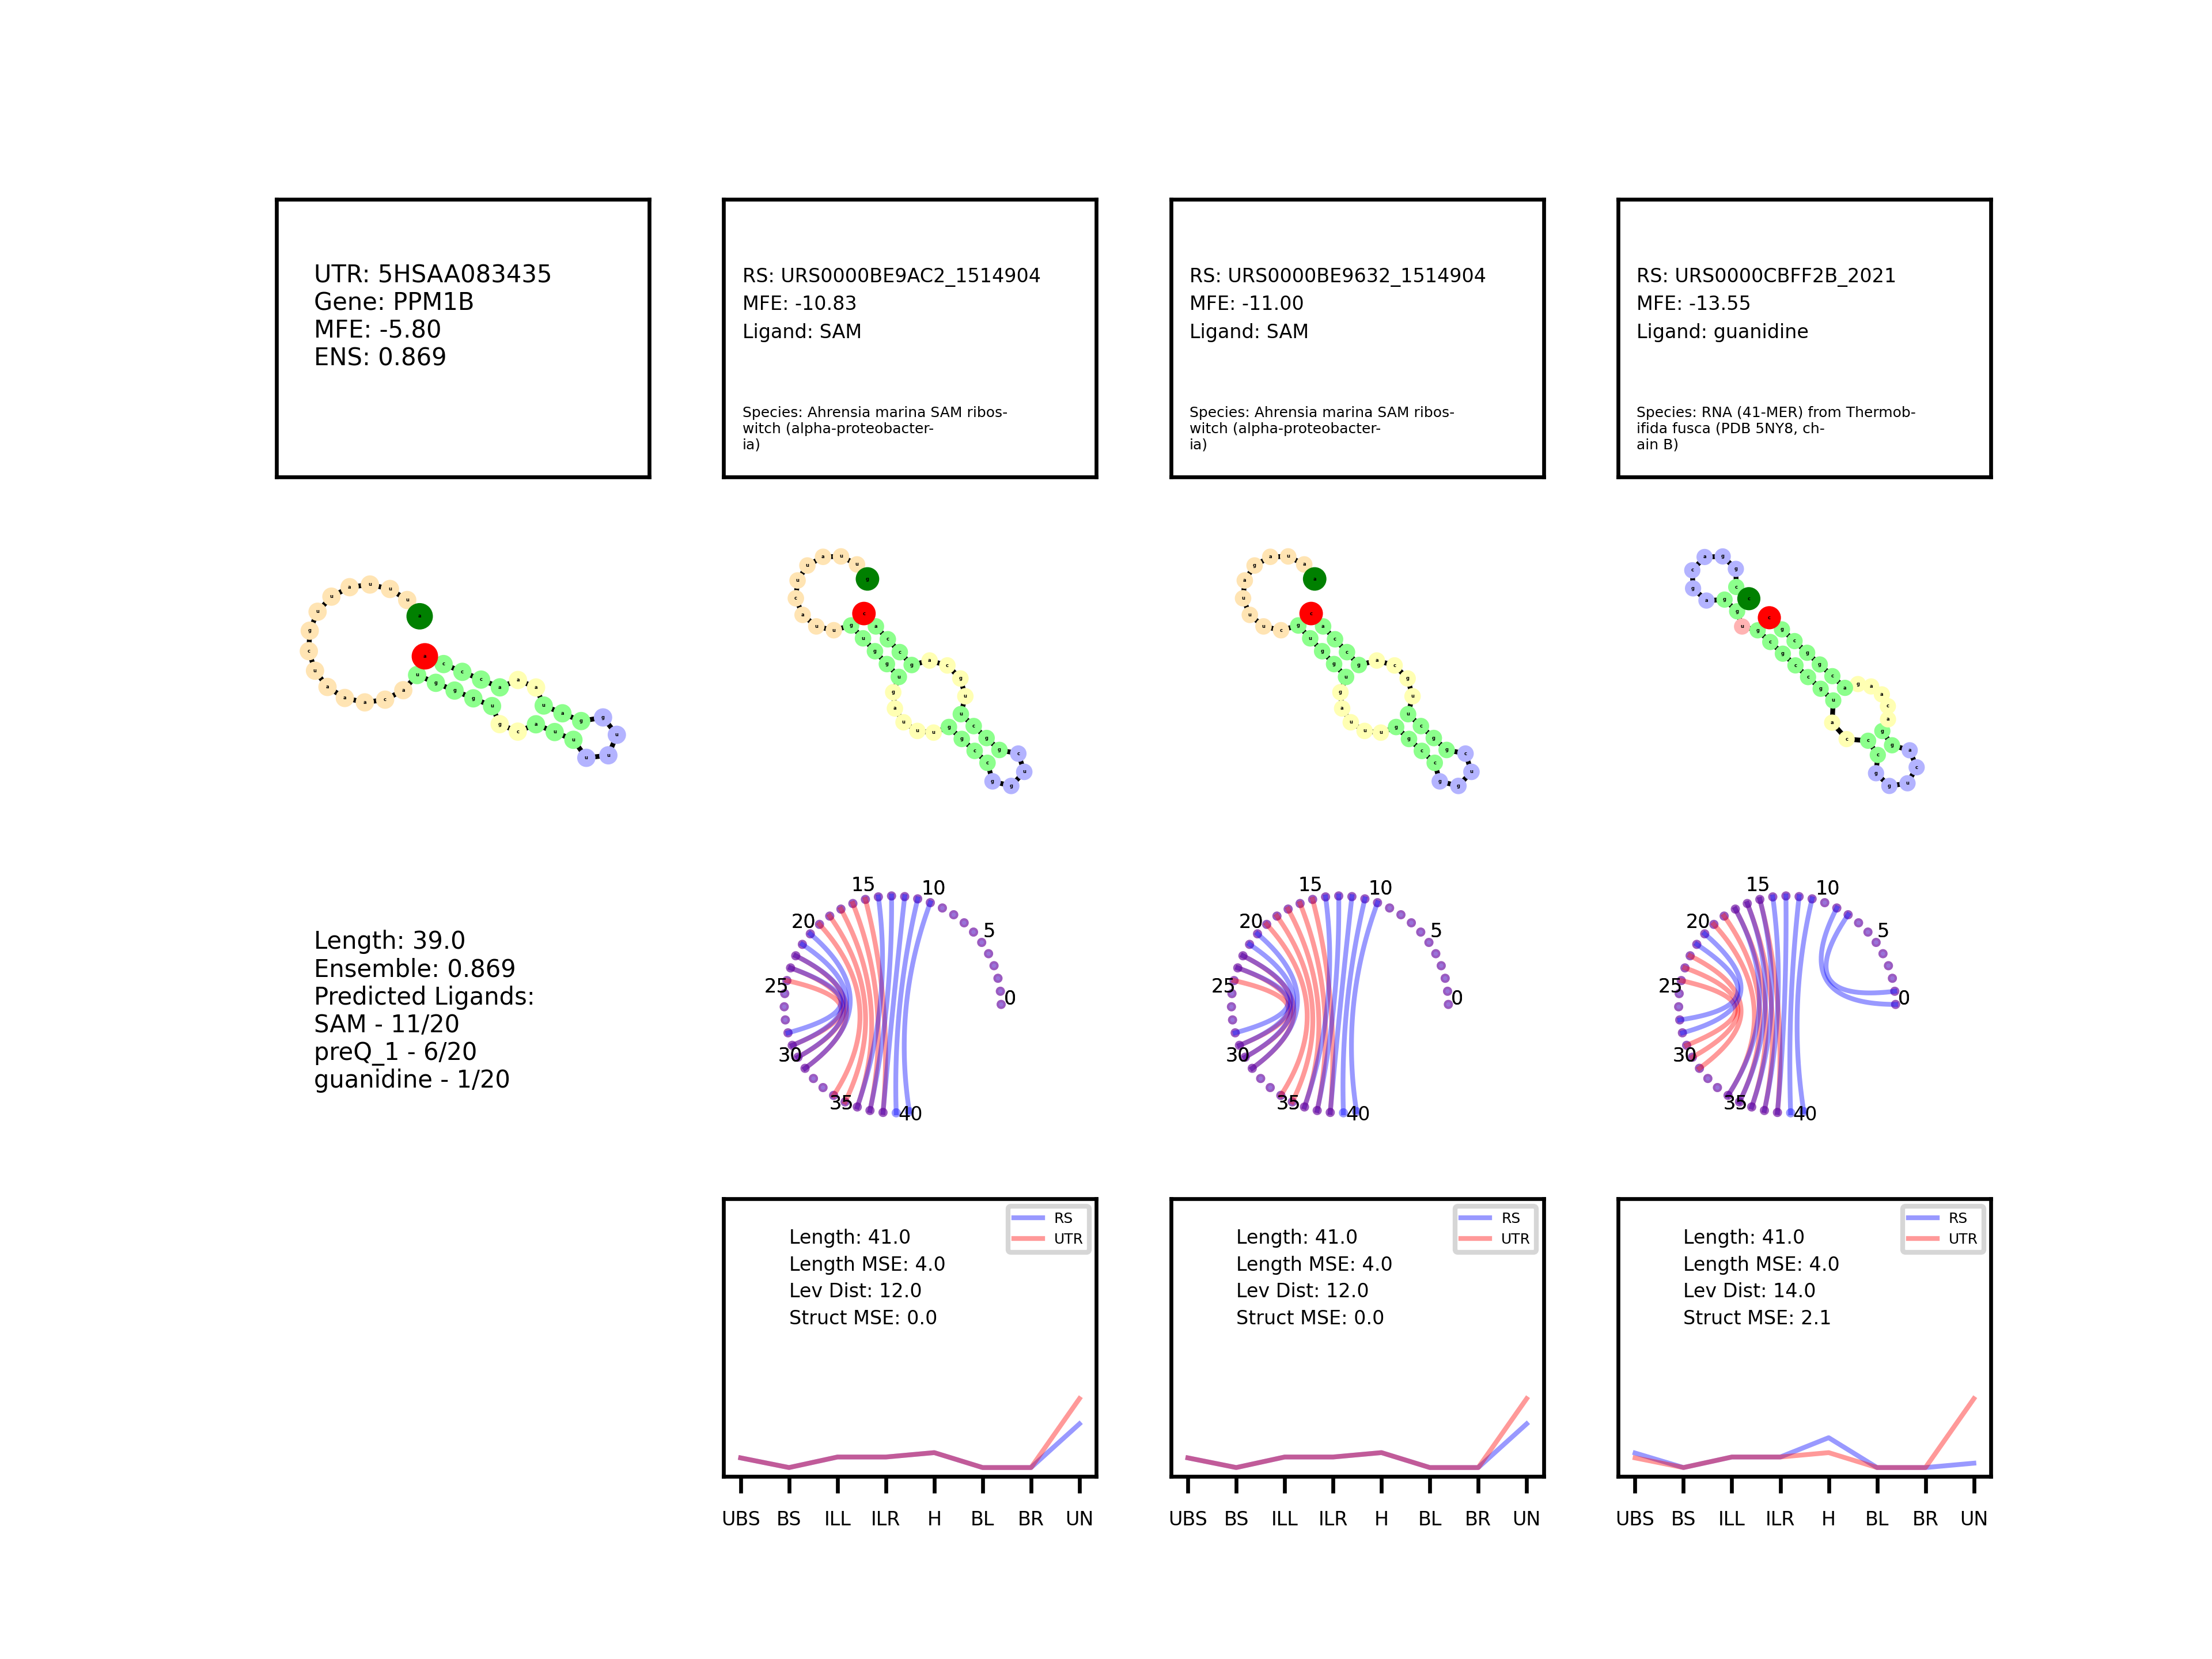 UTR: 5HSAA083435
Gene: PPM1B
MFE: -5.80
ENS: 0.869
RS: URS0000BE9AC2_1514904
MFE: -10.83
Ligand: SAM
Species: Ahrensia marina SAM ribos-
witch (alpha-proteobacter-
ia)
RS: URS0000BE9632_1514904
MFE: -11.00
Ligand: SAM
Species: Ahrensia marina SAM ribos-
witch (alpha-proteobacter-
ia)
RS: URS0000CBFF2B_2021
MFE: -13.55
Ligand: guanidine
Species: RNA (41-MER) from Thermob-
ifida fusca (PDB 5NY8, ch-
ain B)
Length: 39.0
Ensemble: 0.869
Predicted Ligands:
SAM - 11/20
preQ_1 - 6/20
guanidine - 1/20
0
5
10
15
20
25
30
35
40
0
5
10
15
20
25
30
35
40
0
5
10
15
20
25
30
35
40
RS
UTR
Length: 41.0
Length MSE: 4.0
Lev Dist: 12.0
Struct MSE: 0.0
UBS BS ILL ILR H BL BR UN
RS
UTR
Length: 41.0
Length MSE: 4.0
Lev Dist: 12.0
Struct MSE: 0.0
UBS BS ILL ILR H BL BR UN
RS
UTR
Length: 41.0
Length MSE: 4.0
Lev Dist: 14.0
Struct MSE: 2.1
UBS BS ILL ILR H BL BR UN